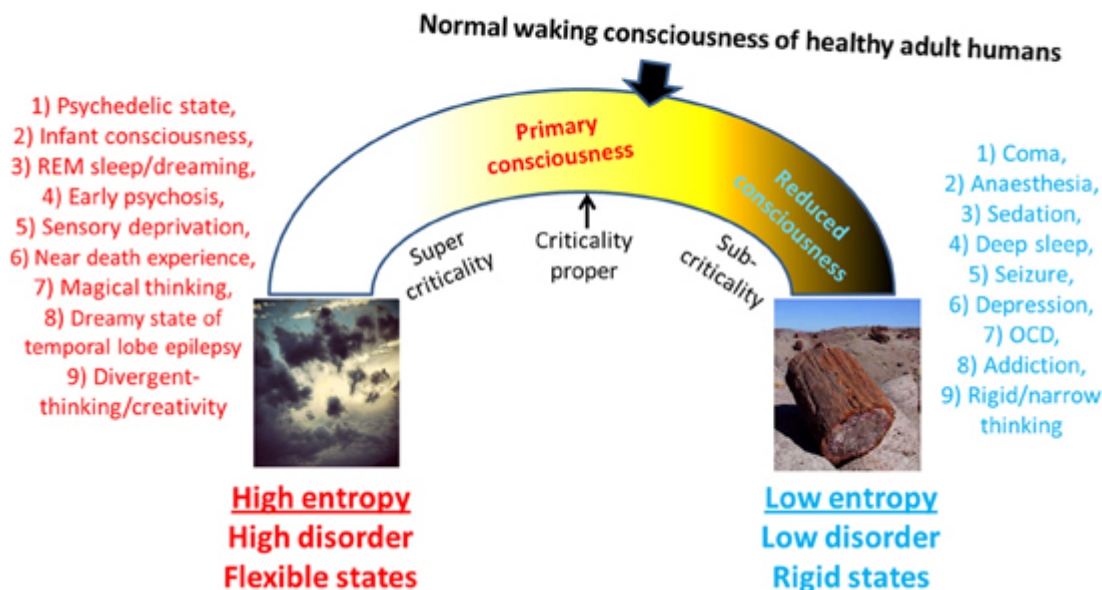 Normal waking consciousness of healthy adult humans
1) Psychedelic state,
2) Infant consciousness,
3) REM sleep/dreaming,
4) Early psychosis,
5) Sensory deprivation,
6) Near death experience,
7) Magical thinking,
8) Dreamy state of
temporal lobe epilepsy
9) Divergent-
thinking/creativity
Primary
consciousness
Reduced
consciousness
Super
criticality
Criticality
proper
Sub-
criticality
1) Coma,
2) Anaesthesia,
3) Sedation,
4) Deep sleep,
5) Seizure,
6) Depression,
7) OCD,
8) Addiction,
9) Rigid/narrow
thinking
High entropy
High disorder
Flexible states
Low entropy
Low disorder
Rigid states